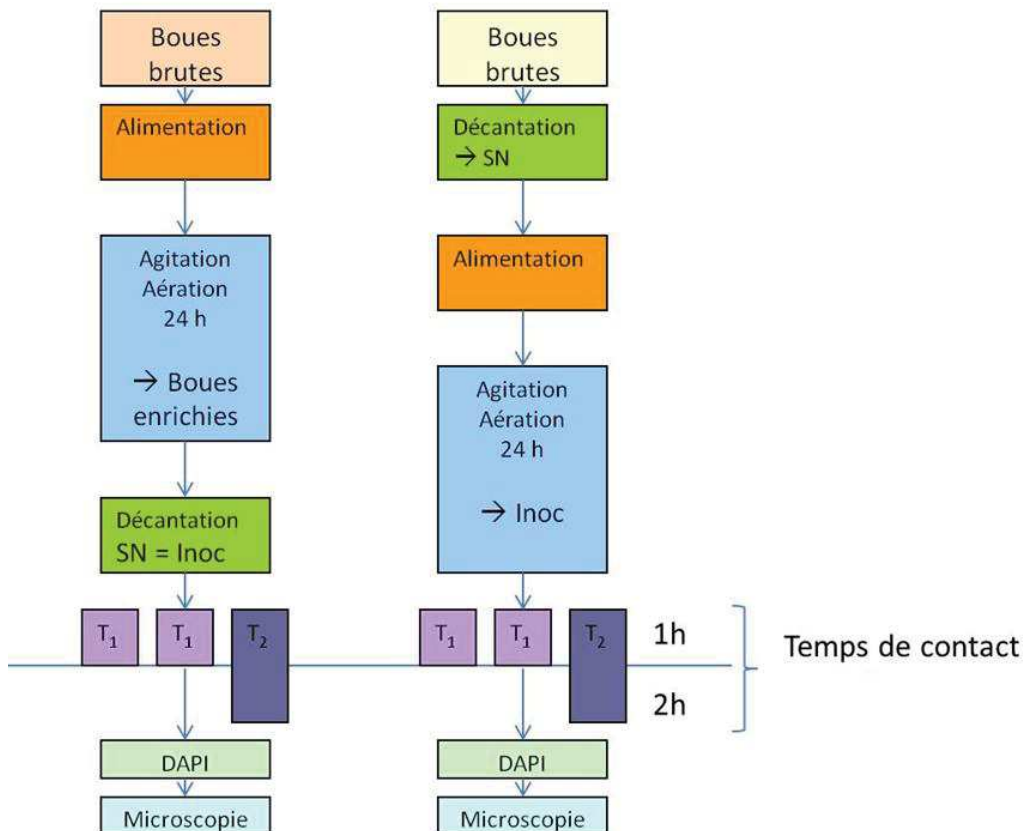 Boues
brutes
Alimentation
Agitation
Aération
24 h
→ Boues
enrichies
Décantation
SN = Inoc
T1
T1
T2
DAPI
Microscopie
Boues
brutes
Décantation
→ SN
Alimentation
Agitation
Aération
24 h
→ Inoc
T1
T1
T2
DAPI
Microscopie
1h
2h
Temps de contact